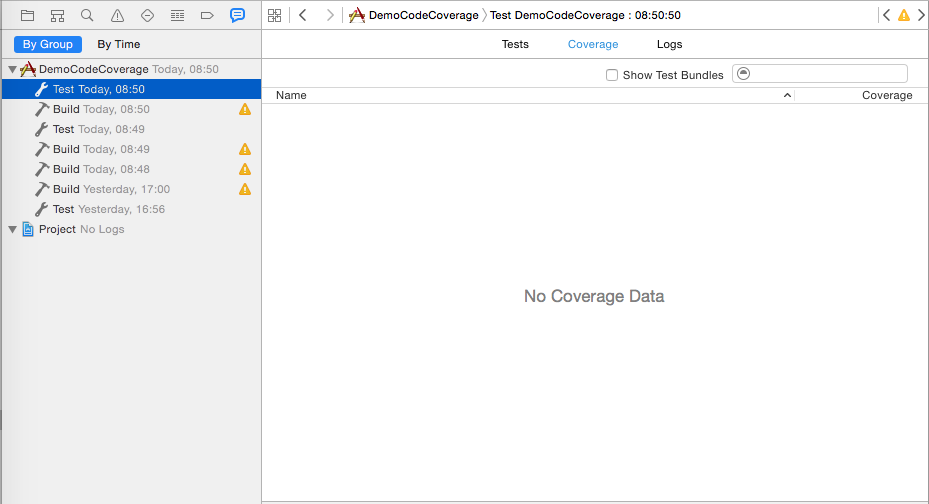 DemoCodeCoverage 〉 Test DemoCodeCoverage : 08:50:50
By Group By Time
Tests Coverage Logs
DemoCodeCoverage Today, 08:50
Test Today, 08:50
Build Today, 08:50
Test Today, 08:49
Build Today, 08:49
Build Today, 08:48
Build Yesterday, 17:00
Test Yesterday, 16:56
Project No Logs
Show Test Bundles
Name Coverage
No Coverage Data